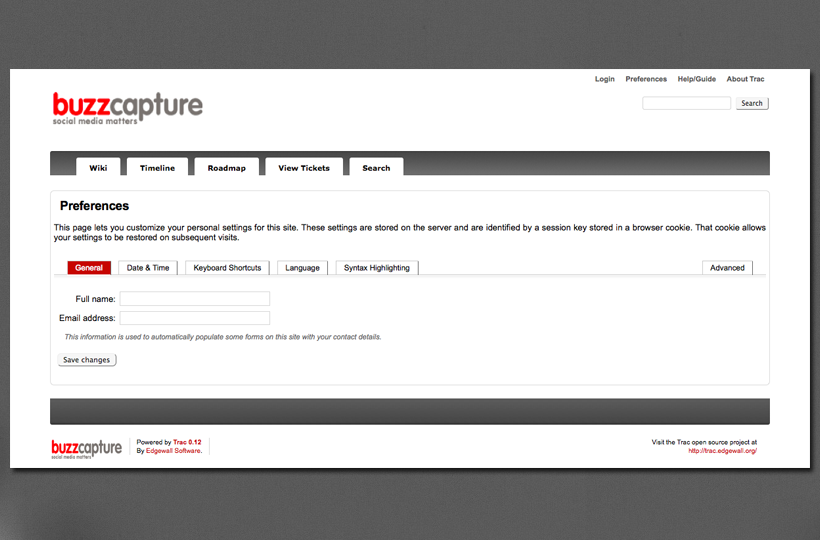 Login Preferences Help/Guide About Trac
buzzcapture
social media matters
Search
Wiki Timeline Roadmap View Tickets Search
Preferences
This page lets you customize your personal settings for this site. These settings are stored on the server and are identified by a session key stored in a browser cookie. That cookie allows
your settings to be restored on subsequent visits.
General Date & Time Keyboard Shortcuts Language Syntax Highlighting Advanced
Full name:
Email address:
This information is used to automatically populate some forms on this site with your contact details.
Save changes
buzzcapture
social media matters
Powered by Trac 0.12
By Edgewall Software.
Visit the Trac open source project at
http://trac.edgewall.org/